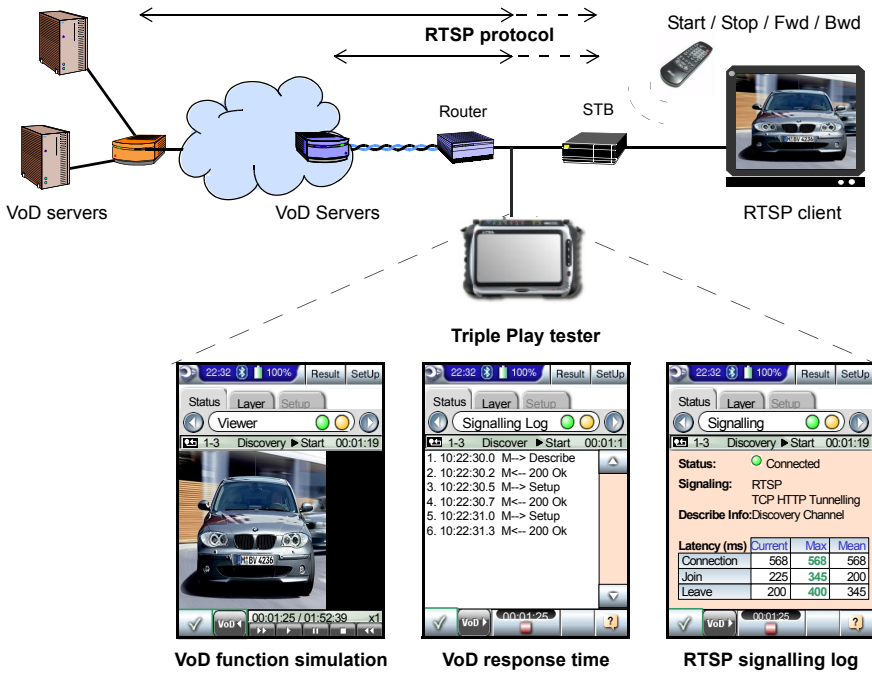 Start / Stop / Fwd / Bwd
RTSP protocol
Router
STB
VoD servers
VoD Servers
RTSP client
Triple Play tester
22:32 100% Result SetUp
Status Layer Setup
Viewer
1-3 Discovery Start 00:01:19
M:BV 4236
00:01:25 / 01:52:39 x1
VoD
VoD function simulation
22:32 100% Result SetUp
Status Layer Setup
Signalling Log
1-3 Discover Start 00:01:1
1. 10:22:30.0 M--> Describe
2. 10:22:30.2 M<-- 200 Ok
3. 10:22:30.5 M--> Setup
4. 10:22:30.7 M<-- 200 Ok
5. 10:22:31.0 M--> Setup
6. 10:22:31.3 M<-- 200 Ok
VoD 00:01:25 ?
VoD response time
22:32 100% Result SetUp
Status Layer Setup
Signalling
1-3 Discovery Start 00:01:19
Status: Connected
Signaling: RTSP
TCP HTTP Tunnelling
Describe Info:Discovery Channel
Latency (ms) Current Max Mean
Connection 568 568 568
Join 225 345 200
Leave 200 400 345
VoD 00:01:25 ?
RTSP signalling log